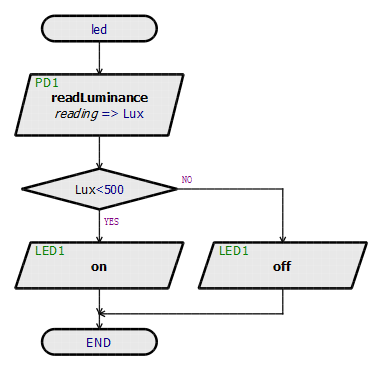 led
PD1
readLuminance
reading => Lux
Lux<500
NO
YES
LED1
on
LED1
off
END